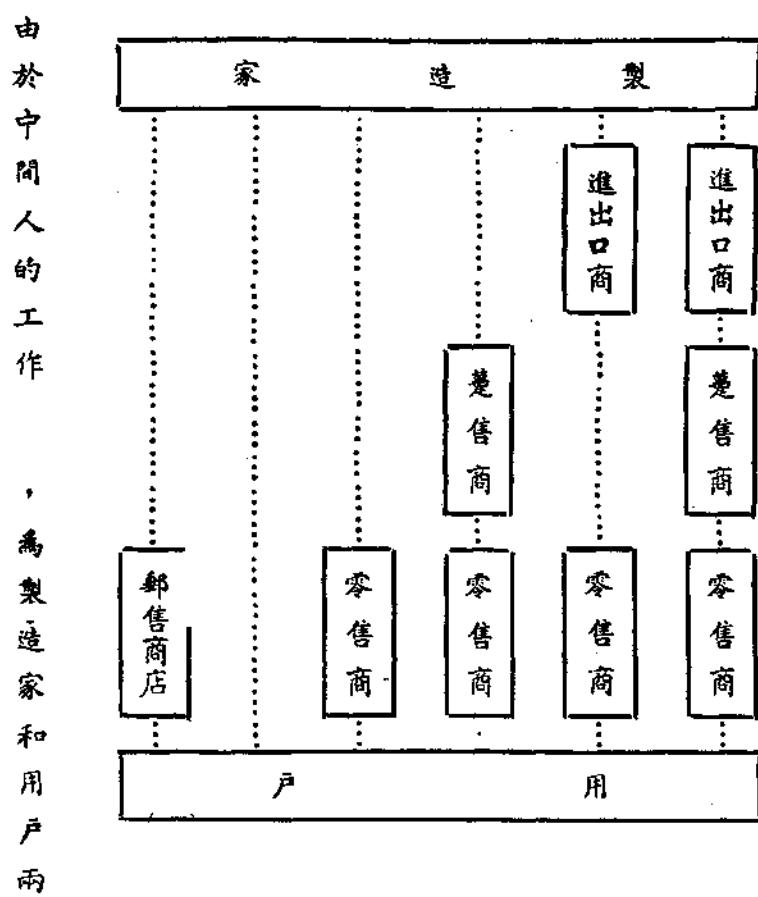 製造家
進出口商
躉售商
零售商
進出口商
零售商
躉售商
零售商
零售商
郵售商店
用戶
由於中間人的工作　，為製造家和用戶兩